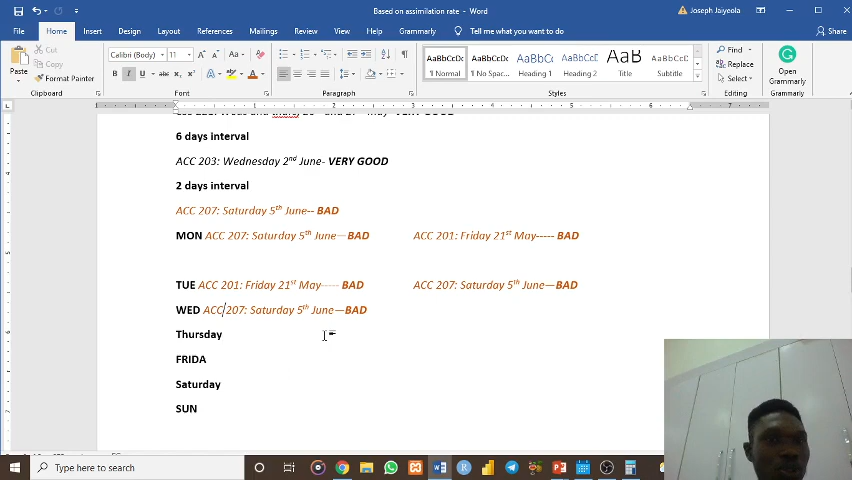 Based on assimilation rate - Word
Joseph Jaiyeola
File Home Insert Draw Design Layout References Mailings Review View Help Grammarly Tell me what you want to do Share
Cut
Copy
Paste
Format Painter
Calibri (Body) 11
AaBbCcDc AaBbCcDc AaBbC AaBbCcC AaB AaBbCcD
¶ Normal ¶ No Spac... Heading 1 Heading 2 Title Subtitle
Find
Replace
Select
Open
Grammarly
Clipboard Font Paragraph Styles Editing Grammarly
6 days interval
ACC 203: Wednesday 2nd June- VERY GOOD
2 days interval
ACC 207: Saturday 5th June-- BAD
MON ACC 207: Saturday 5th June—BAD ACC 201: Friday 21st May----- BAD
TUE ACC 201: Friday 21st May----- BAD ACC 207: Saturday 5th June—BAD
WED ACC 207: Saturday 5th June—BAD
Thursday
FRIDA
Saturday
SUN
Type here to search